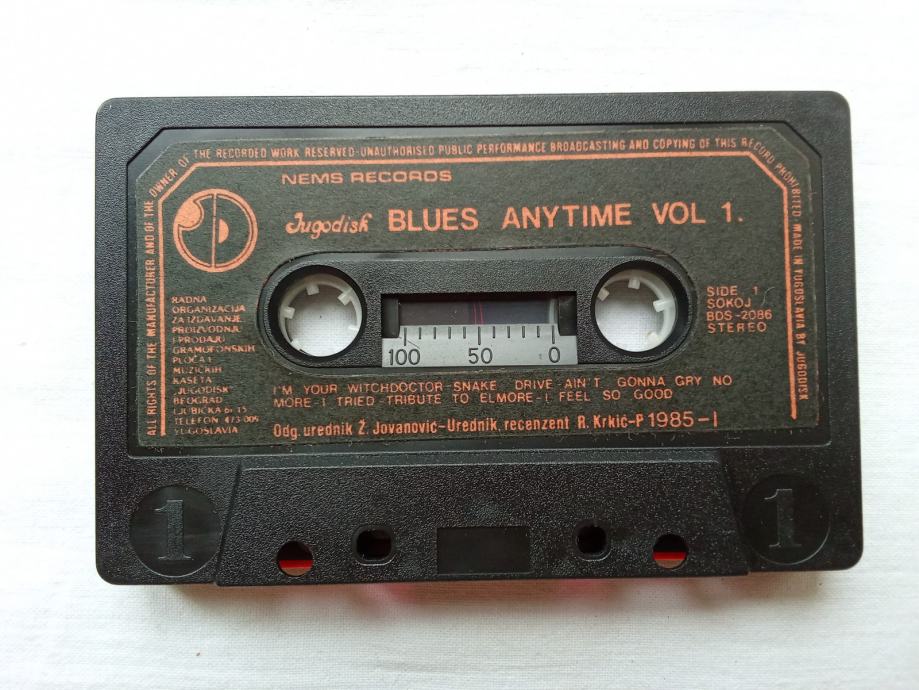 ALL RIGHTS OF THE MANUFACTURER AND OF THE OWNER OF THE RECORDED WORK RESERVED-UNAUTHORISED PUBLIC PERFORMANCE BROADCASTING AND COPYING OF THIS RECORD PROHIBITED. MADE IN YUGOSLAVIA BY JUGODISK
NEMS RECORDS
Jugodisk BLUES ANYTIME VOL 1.
RADNA
ORGANIZACIJA
ZA IZDAVANJE
PROIZVODNJU
I PRODAJU
GRAMOFONSKIH
PLOČA I
MUZIČKIH
KASETA
JUGODISK
BEOGRAD
LJUBIČKA 6/15
TELEFON 473-009
YUGOSLAVIA
SIDE 1
SOKOJ
BDS-2086
STEREO
100 50 0
I'M YOUR WITCHDOCTOR-SNAKE DRIVE-AIN'T GONNA GRY NO
MORE-I TRIED-TRIBUTE TO ELMORE-I FEEL SO GOOD
Odg. urednik Ž. Jovanović-Urednik, recenzent R. Krkić-P 1985-I
1 1